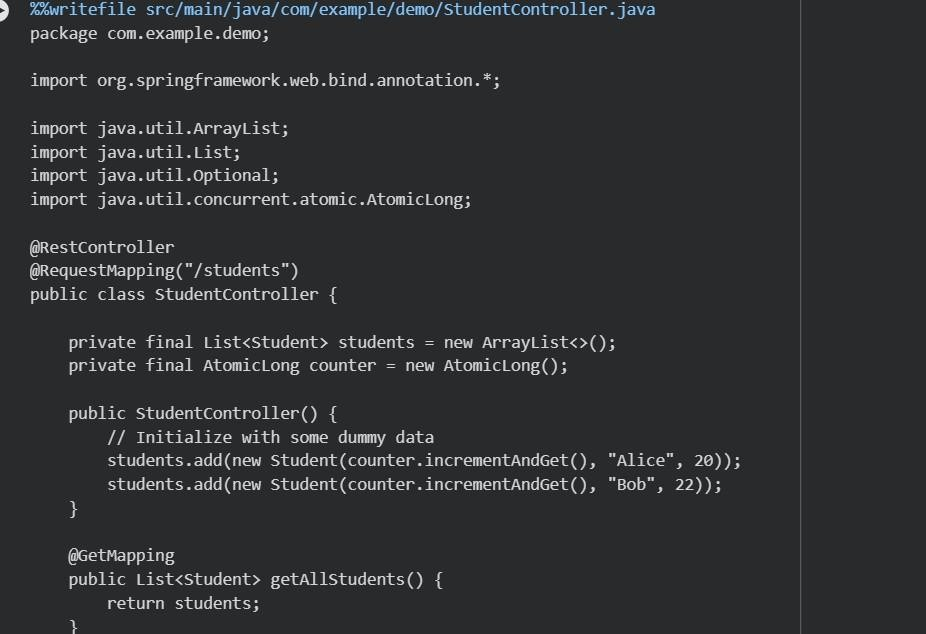 %%writefile src/main/java/com/example/demo/StudentController.java
package com.example.demo;

import org.springframework.web.bind.annotation.*;

import java.util.ArrayList;
import java.util.List;
import java.util.Optional;
import java.util.concurrent.atomic.AtomicLong;

@RestController
@RequestMapping("/students")
public class StudentController {

    private final List<Student> students = new ArrayList<>();
    private final AtomicLong counter = new AtomicLong();

    public StudentController() {
        // Initialize with some dummy data
        students.add(new Student(counter.incrementAndGet(), "Alice", 20));
        students.add(new Student(counter.incrementAndGet(), "Bob", 22));
    }

    @GetMapping
    public List<Student> getAllStudents() {
        return students;
    }